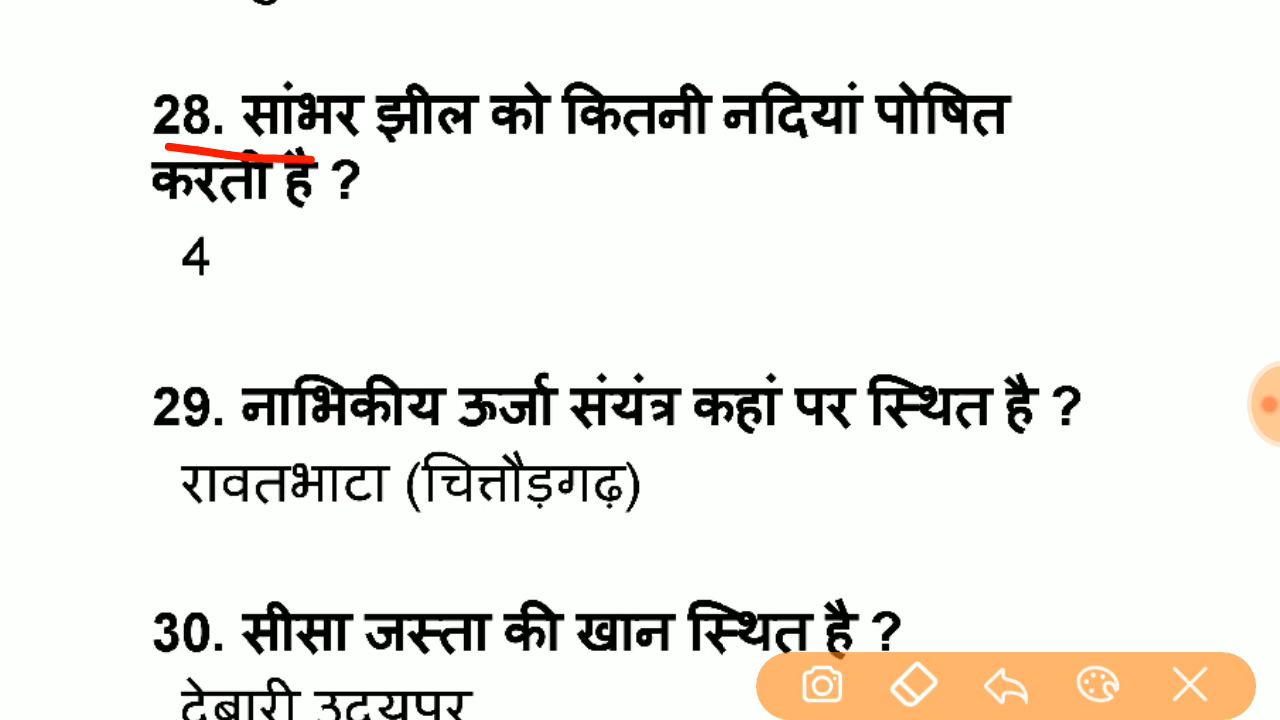 28. सांभर झील को कितनी नदियां पोषित
करती है ?
4
29. नाभिकीय ऊर्जा संयंत्र कहां पर स्थित है ?
रावतभाटा (चित्तौड़गढ़)
30. सीसा जस्ता की खान स्थित है ?
देबारी उदयपुर